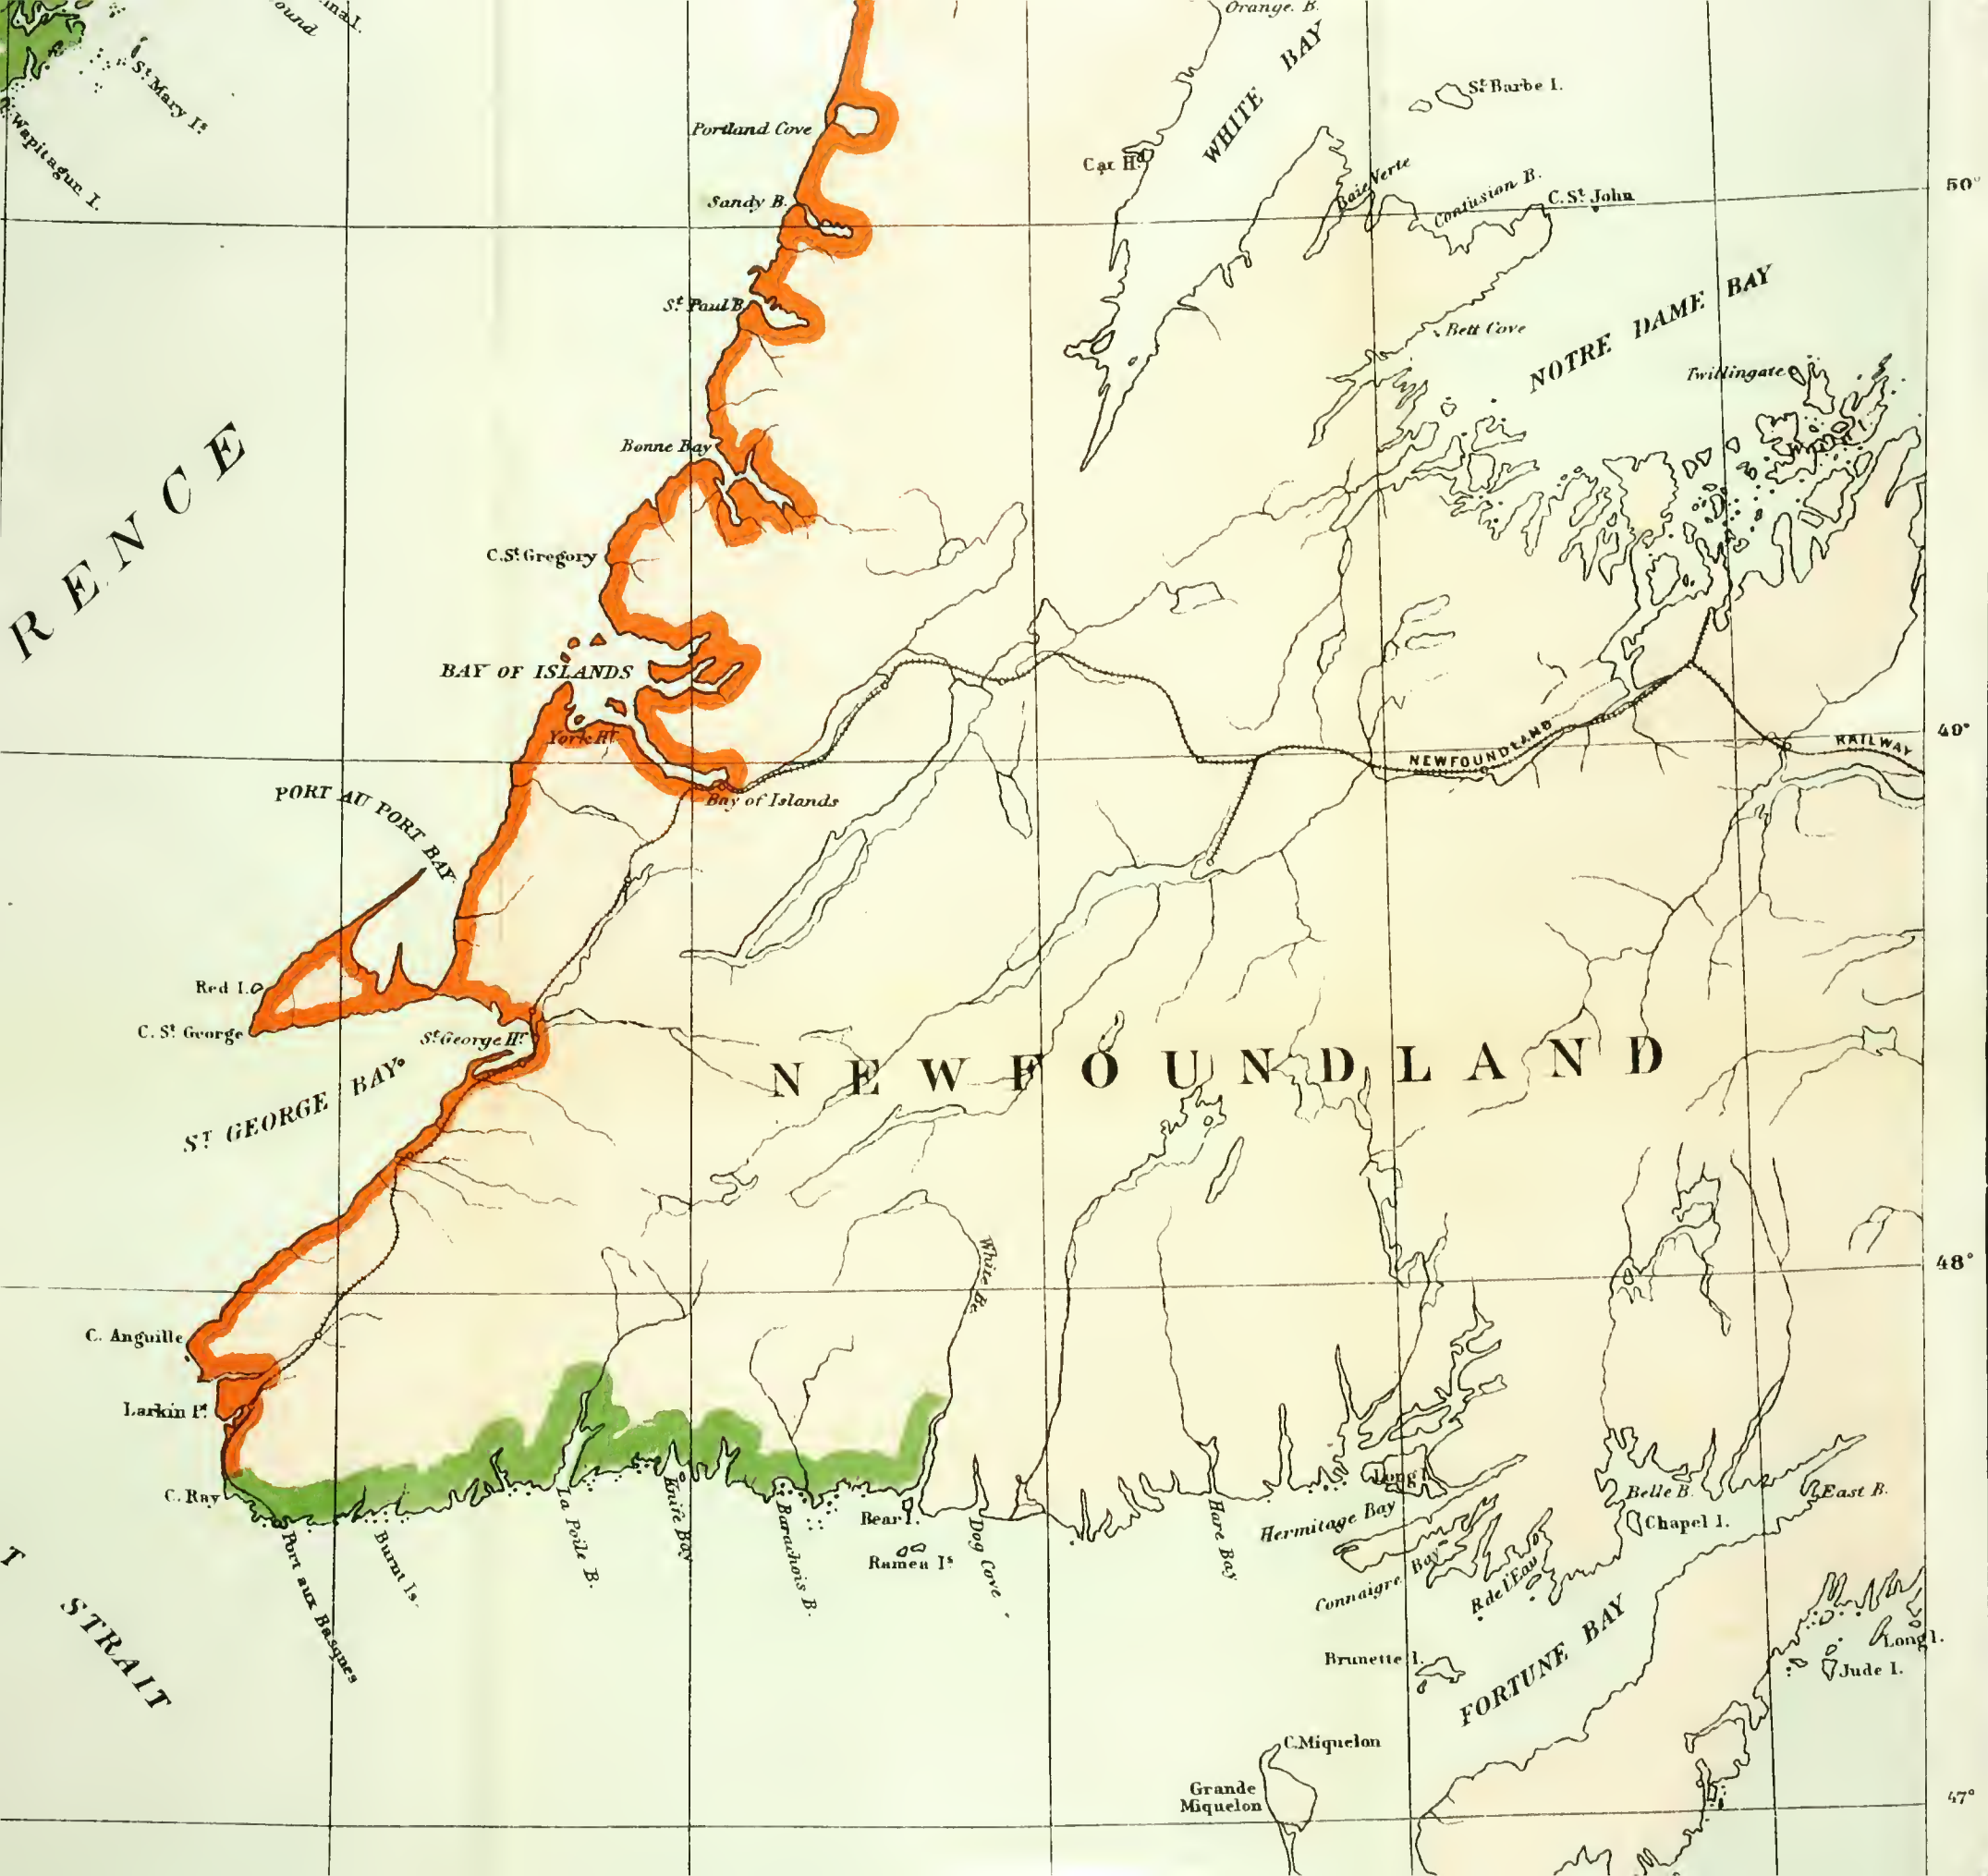 Orange. B.
WHITE BAY
St. Mary Is
Wapitagun I.
ound
St. Barbe I.
Portland Cove
Cat Hd.
Baie Verte
Confusion B.
C. St. John
50°
Sandy B.
St. Paul B.
NOTRE DAME BAY
Bett Cove
Twillingate
Bonne Bay
RENCE
C. St. Gregory
BAY OF ISLANDS
York Hr.
49°
NEWFOUNDLAND RAILWAY
Bay of Islands
PORT AU PORT BAY
Red I.
C. St. George
St. George Hr.
ST. GEORGE BAY
NEWFOUNDLAND
White Be.
48°
C. Anguille
Larkin Pt.
C. Ray
Port aux Basques
Burnt Is.
La Poile B.
Knife Bay
Barachois B.
Bear I.
Ramea Is
Dog Cove
Hare Bay
Long I.
Hermitage Bay
Connaigre Bay
R. de l'Eau
Belle B.
Chapel I.
East B.
T STRAIT
FORTUNE BAY
Brunette I.
Long I.
Jude I.
C. Miquelon
Grande
Miquelon
47°